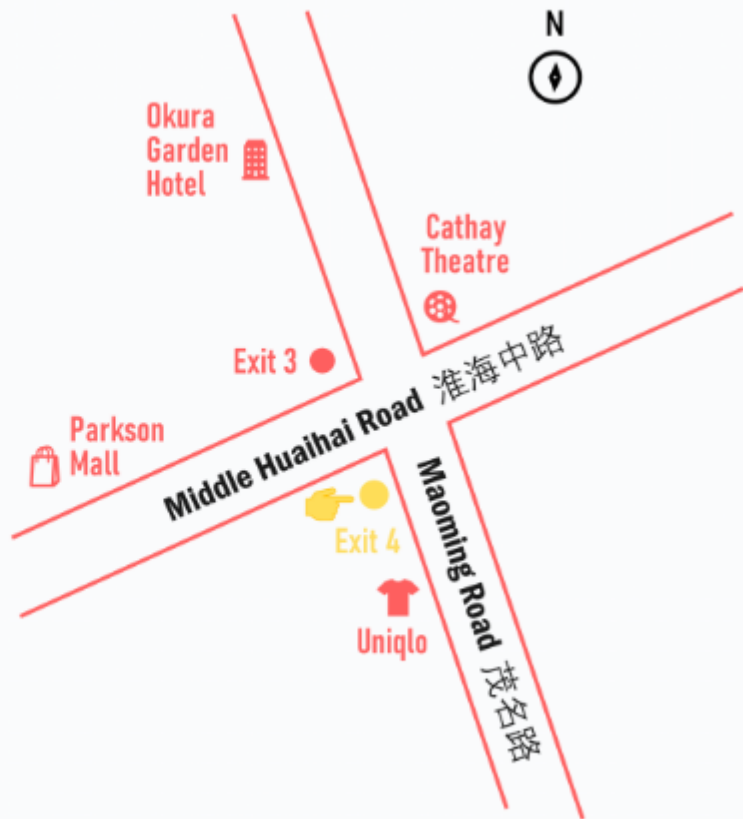 N
Okura
Garden
Hotel
Cathay
Theatre
Exit 3
Parkson
Mall
Middle Huaihai Road 淮海中路
Exit 4
Maoming Road 茂名路
Uniqlo